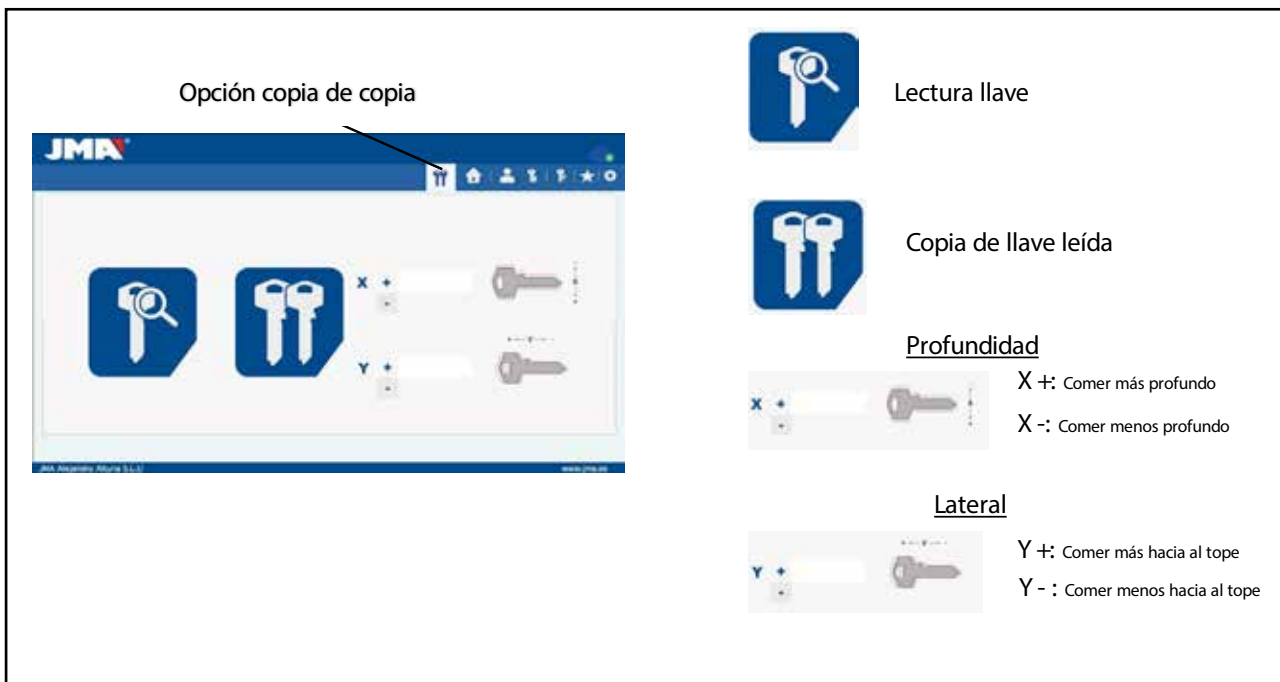 Opción copia de copia
JMA
X +
-
Y +
-
JMA Alejandro Altuna S.L.U
www.jma.es
Lectura llave
Copia de llave leída
Profundidad
X +
-
X +: Comer más profundo
X -: Comer menos profundo
Lateral
Y +
-
Y +: Comer más hacia al tope
Y - : Comer menos hacia al tope